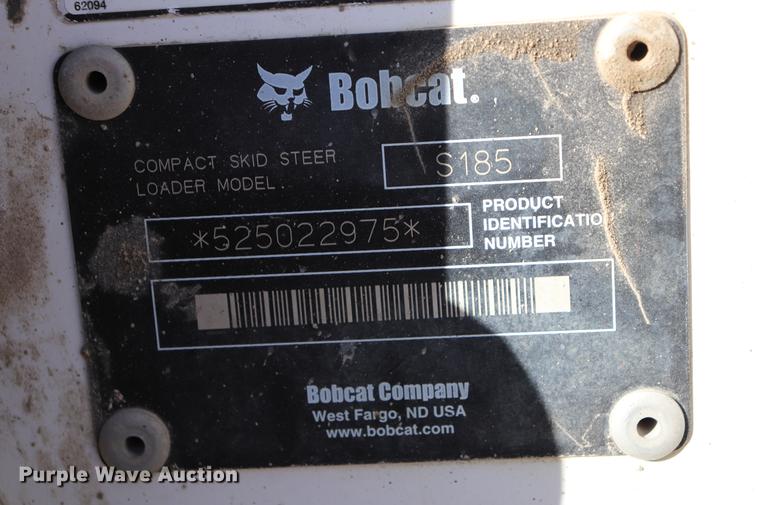 62094
Bobcat.
COMPACT SKID STEER
LOADER MODEL
S185
*525022975*
PRODUCT
IDENTIFICATION
NUMBER
Bobcat Company
West Fargo, ND USA
www.bobcat.com
Purple Wave Auction